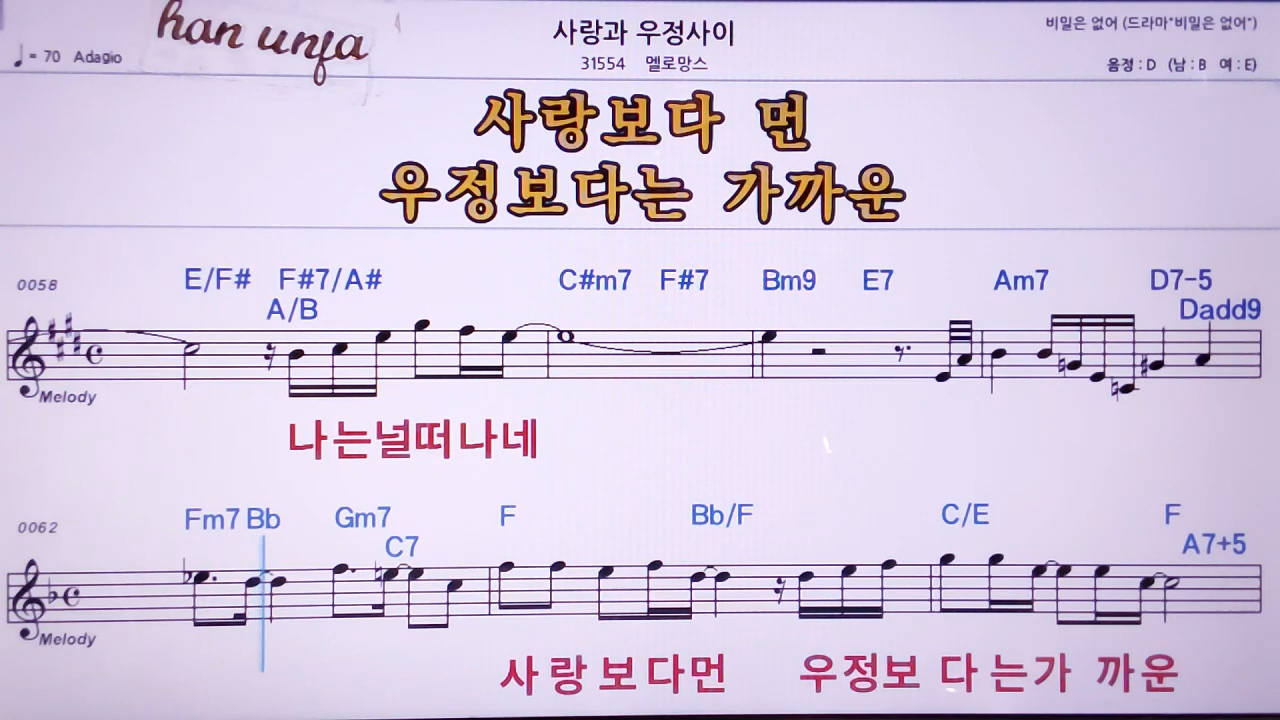 han unfa
사랑과 우정사이
비밀은 없어 (드라마"비밀은 없어")
♩= 70 Adagio
31554 멜로망스
음정 : D (남 : B 여 : E)
사랑보다 먼
우정보다는 가까운
0058
E/F# F#7/A# C#m7 F#7 Bm9 E7 Am7 D7-5
A/B Dadd9
Melody
나는널떠나네
0062
Fm7 Bb Gm7 F Bb/F C/E F
C7 A7+5
Melody
사랑보다먼 우정보다는가까운